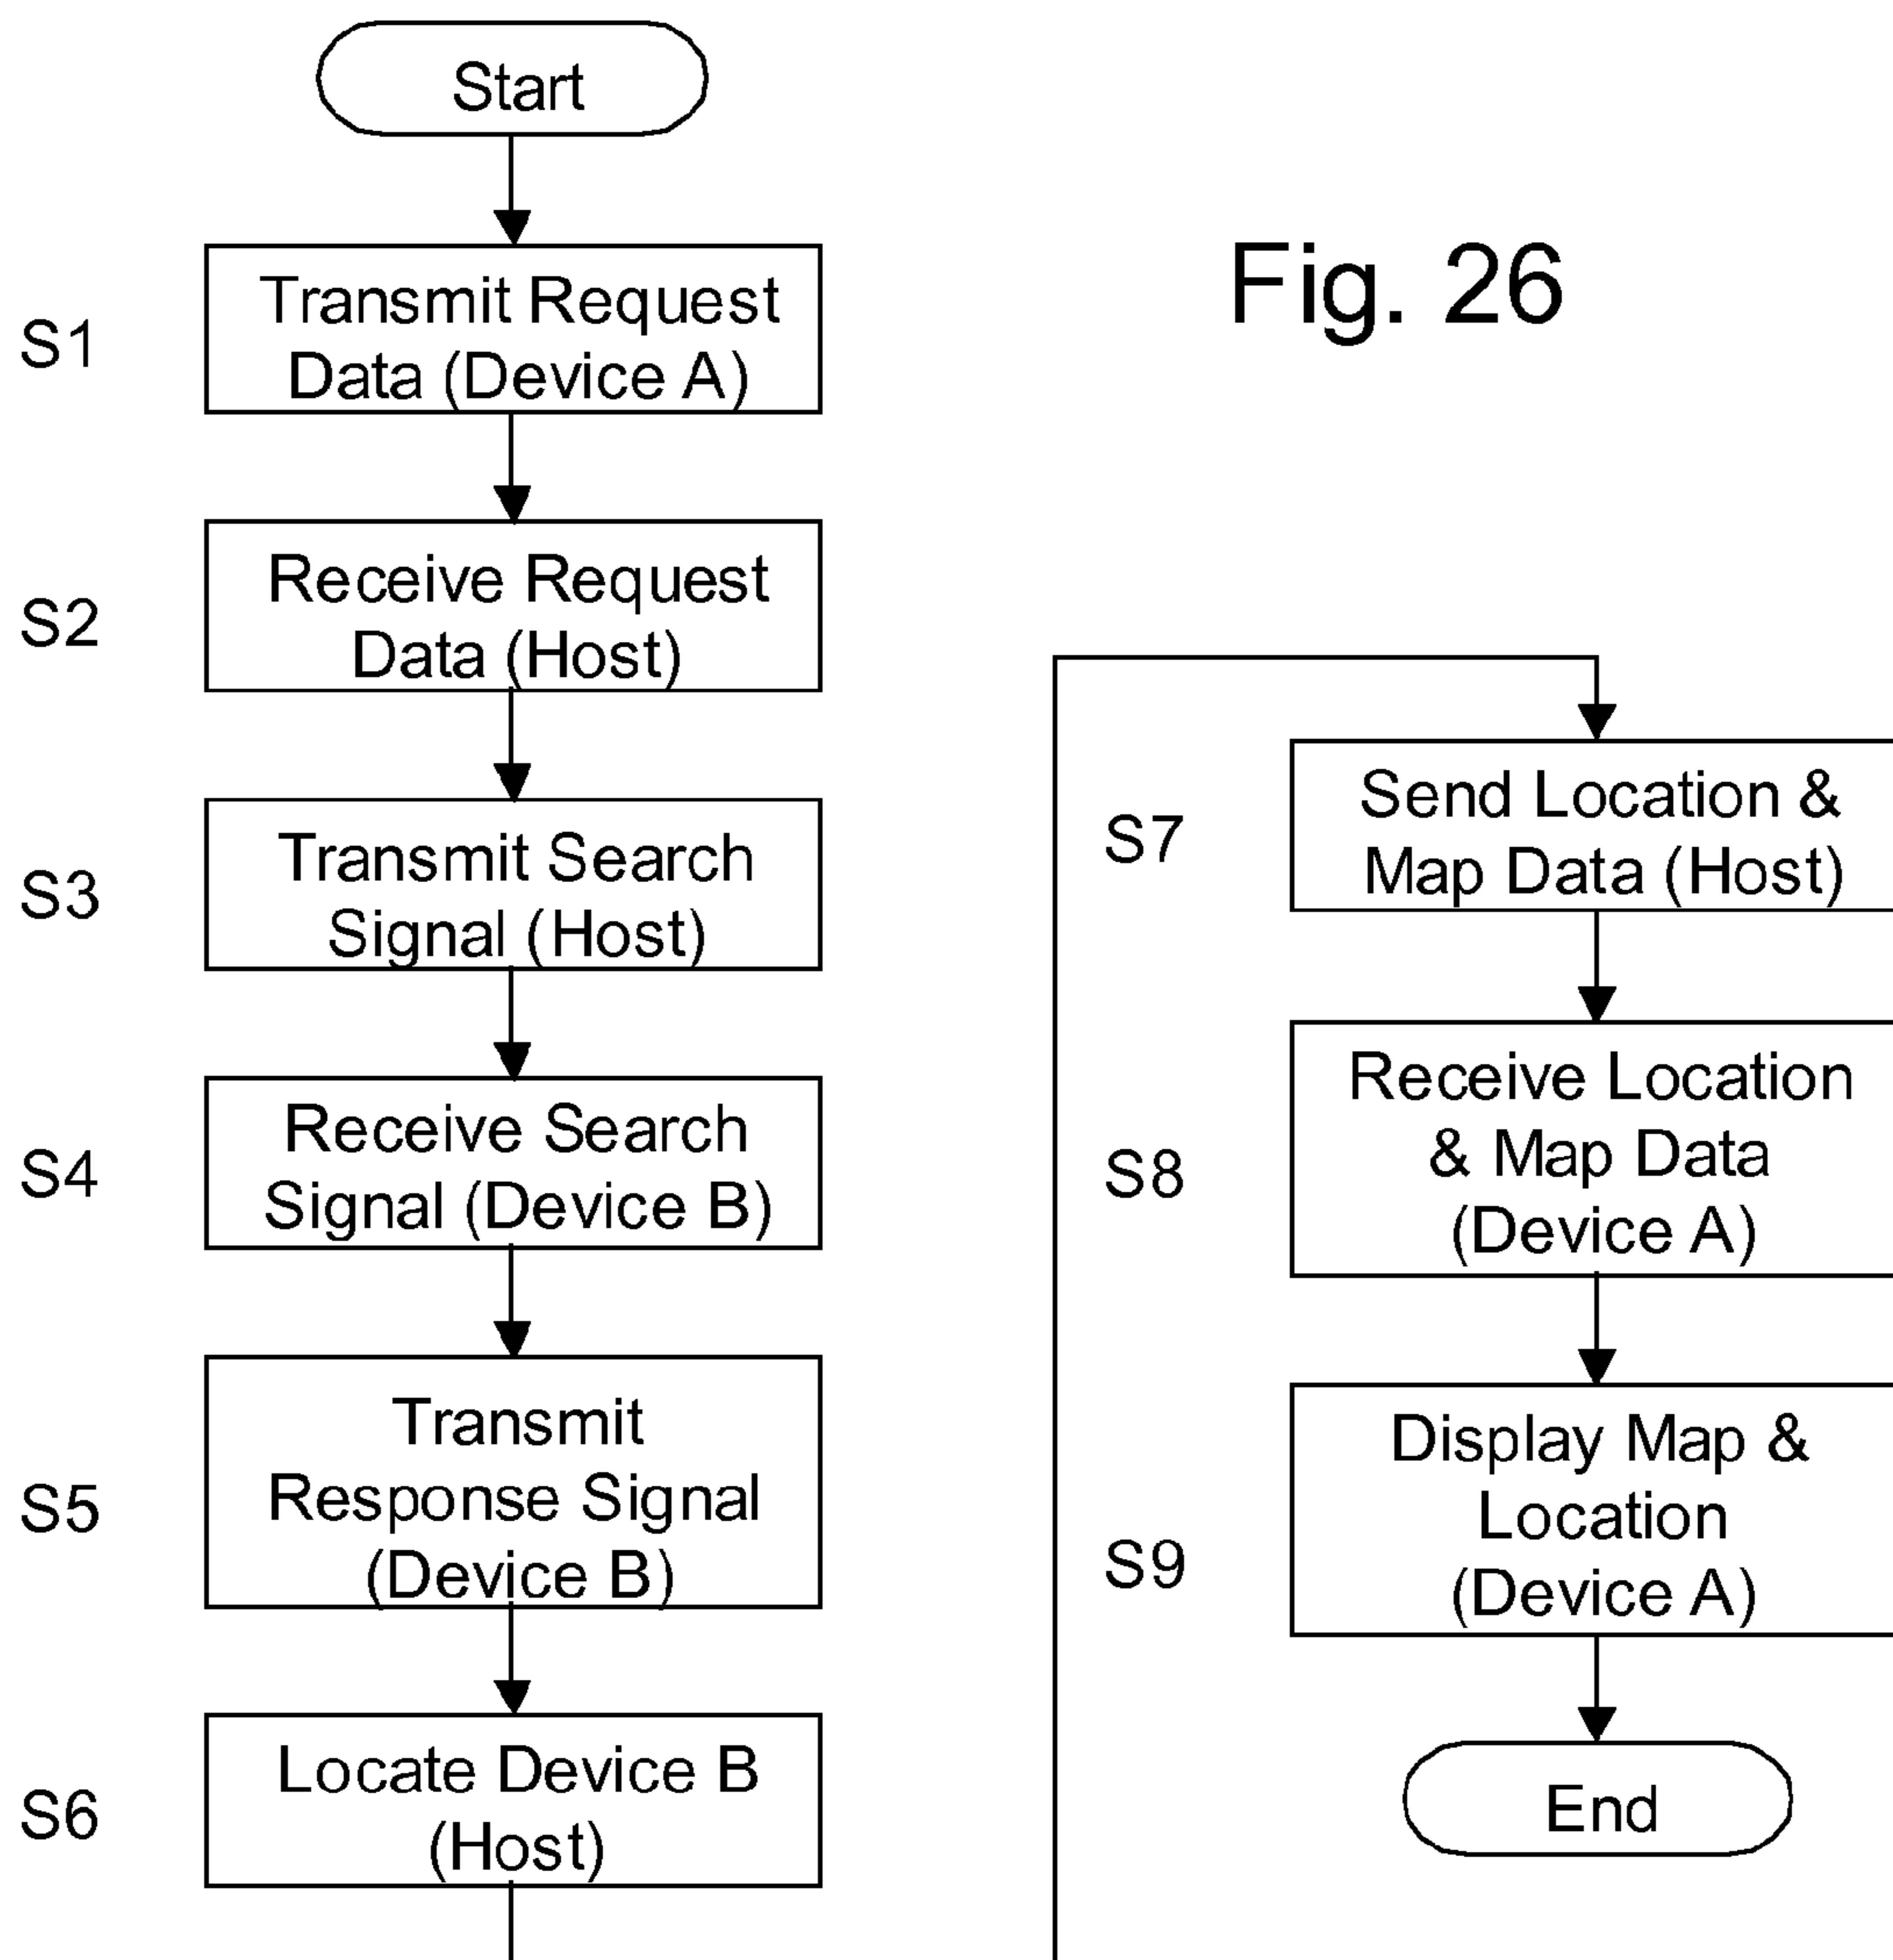 Fig. 26
Start
S1
Transmit Request
Data (Device A)
S2
Receive Request
Data (Host)
S3
Transmit Search
Signal (Host)
S4
Receive Search
Signal (Device B)
S5
Transmit
Response Signal
(Device B)
S6
Locate Device B
(Host)
S7
Send Location &
Map Data (Host)
S8
Receive Location
& Map Data
(Device A)
S9
Display Map &
Location
(Device A)
End